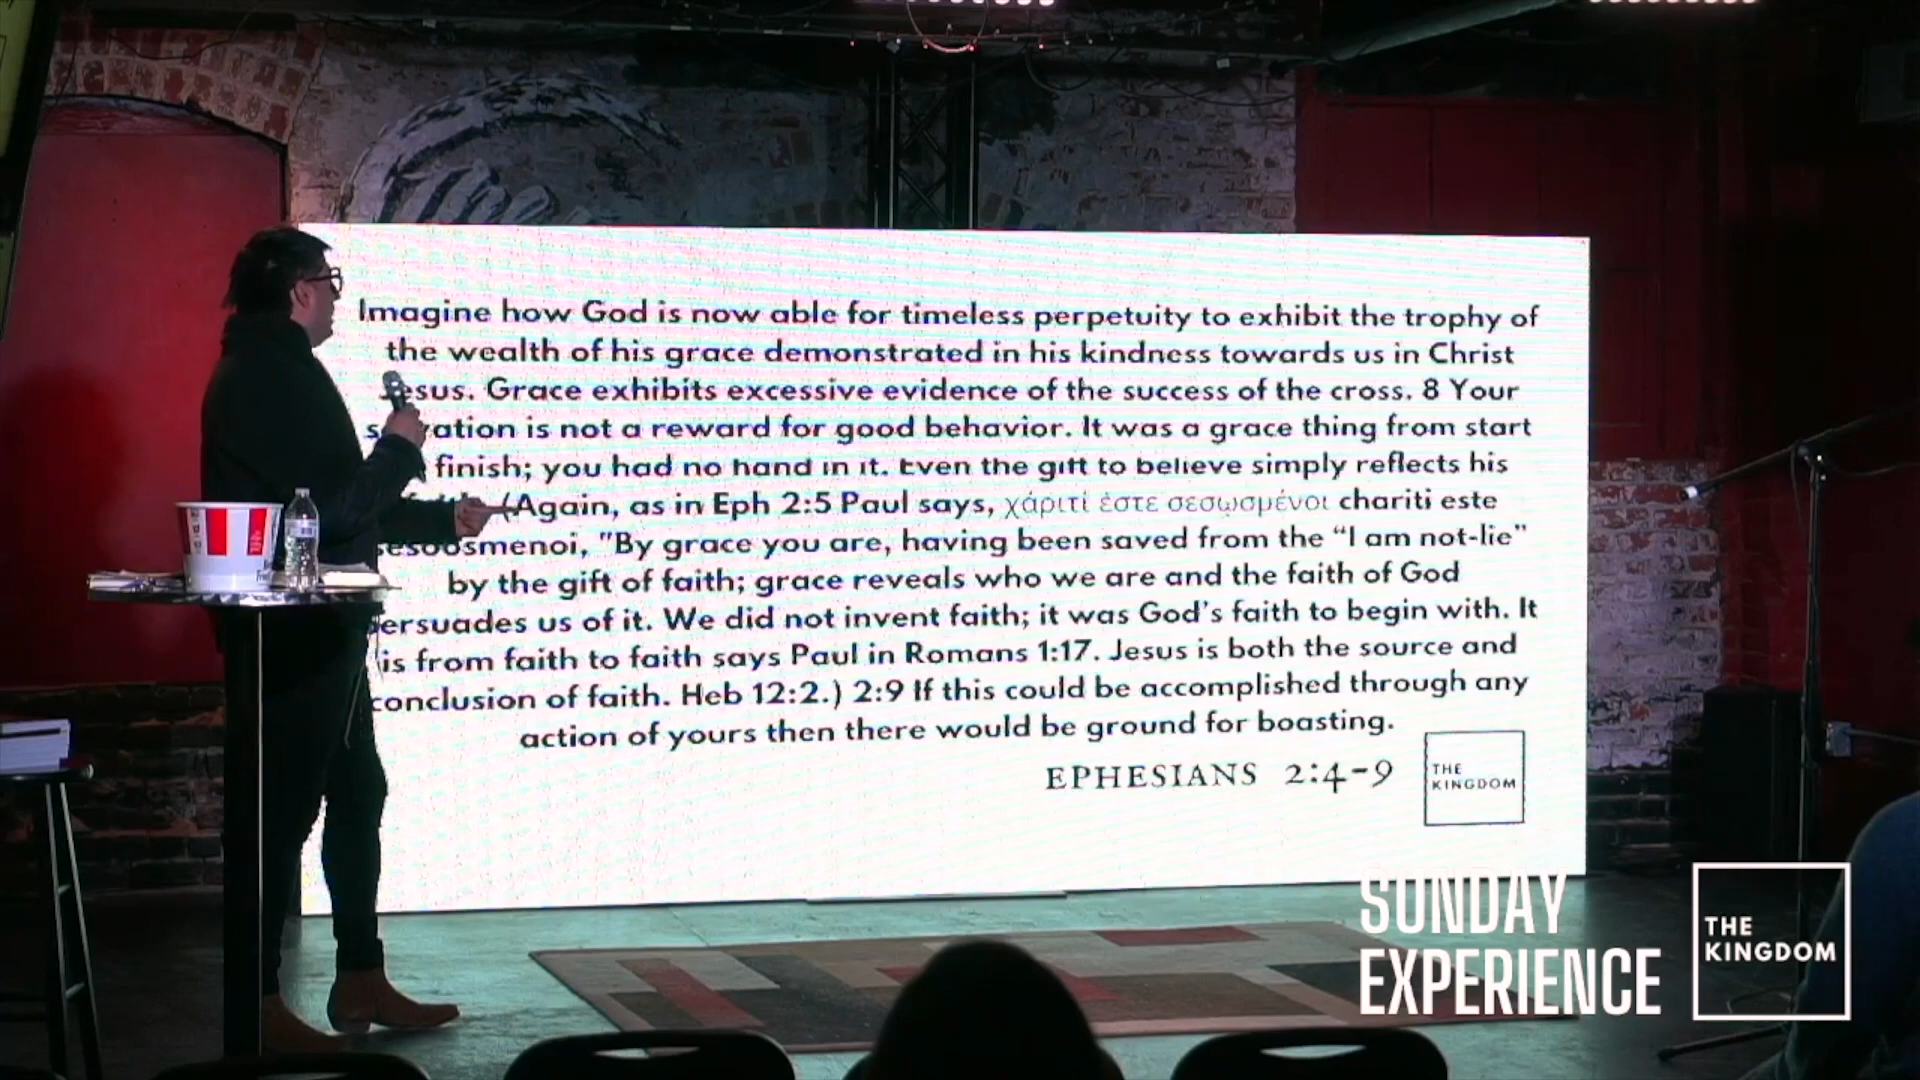 Imagine how God is now able for timeless perpetuity to exhibit the trophy of
the wealth of his grace demonstrated in his kindness towards us in Christ
Jesus. Grace exhibits excessive evidence of the success of the cross. 8 Your
is not a reward for good behavior. It was a grace thing from start
finish; you had no hand in it. Even the gift to believe simply reflects his
(Again, as in Eph 2:5 Paul says, χάριτί ἐστε σεσωσμένοι chariti este
sesoosmenoi, "By grace you are, having been saved from the “I am not-lie”
by the gift of faith; grace reveals who we are and the faith of God
persuades us of it. We did not invent faith; it was God’s faith to begin with. It
is from faith to faith says Paul in Romans 1:17. Jesus is both the source and
conclusion of faith. Heb 12:2.) 2:9 If this could be accomplished through any
action of yours then there would be ground for boasting.
EPHESIANS 2:4-9
THE
KINGDOM
SUNDAY
EXPERIENCE
THE
KINGDOM